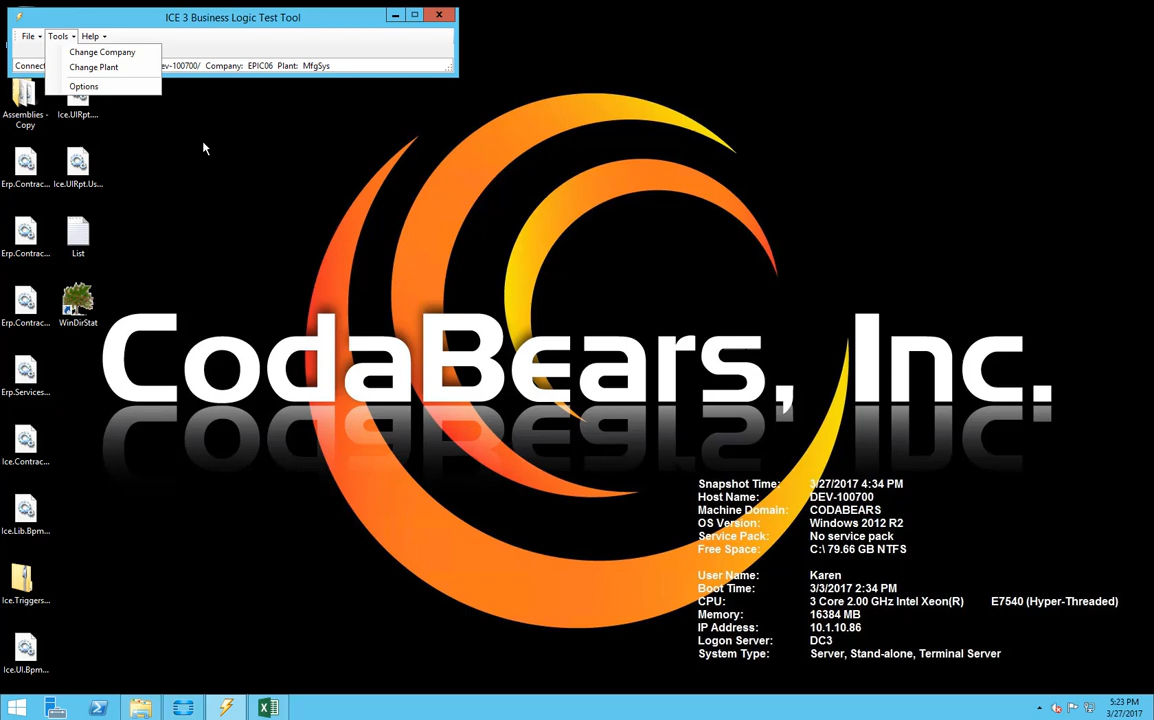 ICE 3 Business Logic Test Tool
File Tools Help
Change Company
Change Plant
Options
Connect ev-100700/ Company: EPIC06 Plant: MfgSys
Assemblies - Copy
Ice.UIRpt....
Erp.Contrac...
Ice.UIRpt.Us...
Erp.Contrac...
List
Erp.Contrac...
WinDirStat
Erp.Services...
Ice.Contrac...
Ice.Lib.Bpm...
Ice.Triggers...
Ice.UI.Bpm...
CodaBears, Inc.
Snapshot Time: 3/27/2017 4:34 PM
Host Name: DEV-100700
Machine Domain: CODABEARS
OS Version: Windows 2012 R2
Service Pack: No service pack
Free Space: C:\ 79.66 GB NTFS
User Name: Karen
Boot Time: 3/3/2017 2:34 PM
CPU: 3 Core 2.00 GHz Intel Xeon(R) E7540 (Hyper-Threaded)
Memory: 16384 MB
IP Address: 10.1.10.86
Logon Server: DC3
System Type: Server, Stand-alone, Terminal Server
5:23 PM
3/27/2017